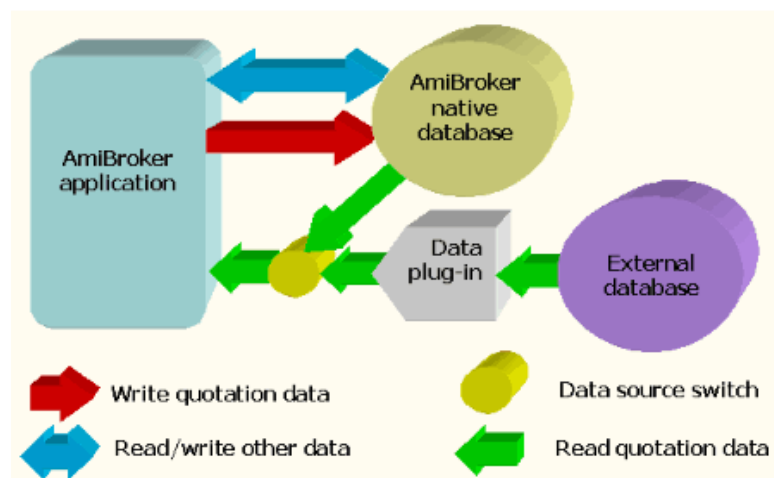 AmiBroker
application
AmiBroker
native
database
Data
plug-in
External
database
Write quotation data
Data source switch
Read/write other data
Read quotation data